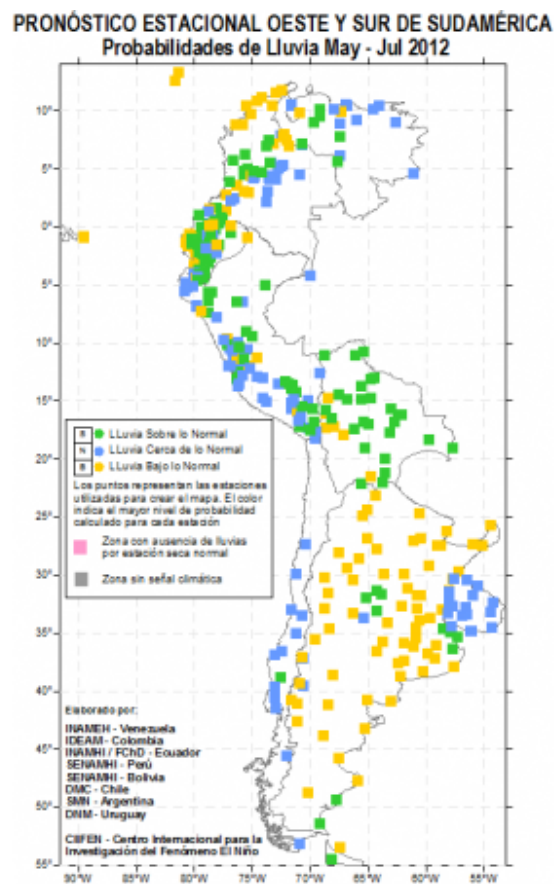 PRONÓSTICO ESTACIONAL OESTE Y SUR DE SUDAMÉRICA
Probabilidades de Lluvia May - Jul 2012
10°
5°
0°
5°
10°
15°
20°
25°
30°
35°
40°
45°
50°
55°
S LLuvia Sobre lo Normal
N LLuvia Cerca de lo Normal
B LLuvia Bajo lo Normal
Los puntos representan las estaciones
utilizadas para crear el mapa. El color
indica el mayor nivel de probabilidad
calculado para cada estación
Zona con ausencia de lluvias
por estación seca normal
Zona sin señal climática
Elaborado por:
INAMEH - Venezuela
IDEAM - Colombia
INAMHI / FChD - Ecuador
SENAMHI - Perú
SENAMHI - Bolivia
DMC - Chile
SMN - Argentina
DNM - Uruguay
CIIFEN - Centro Internacional para la
Investigación del Fenómeno El Niño
90°W 85°W 80°W 75°W 70°W 65°W 60°W 55°W